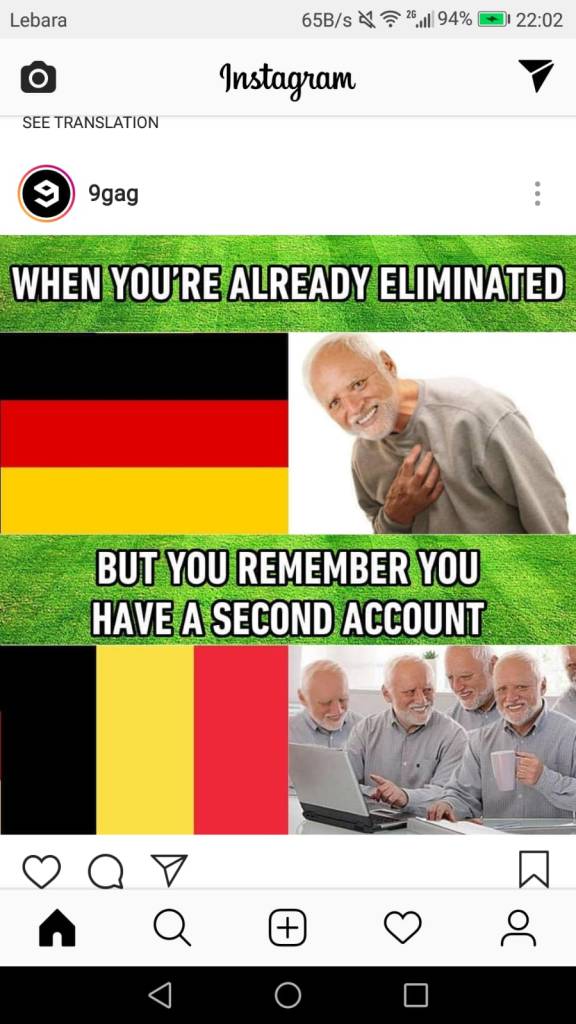 Lebara 65B/s 2G 94% 22:02
Instagram
SEE TRANSLATION
9gag
WHEN YOU'RE ALREADY ELIMINATED
BUT YOU REMEMBER YOU
HAVE A SECOND ACCOUNT